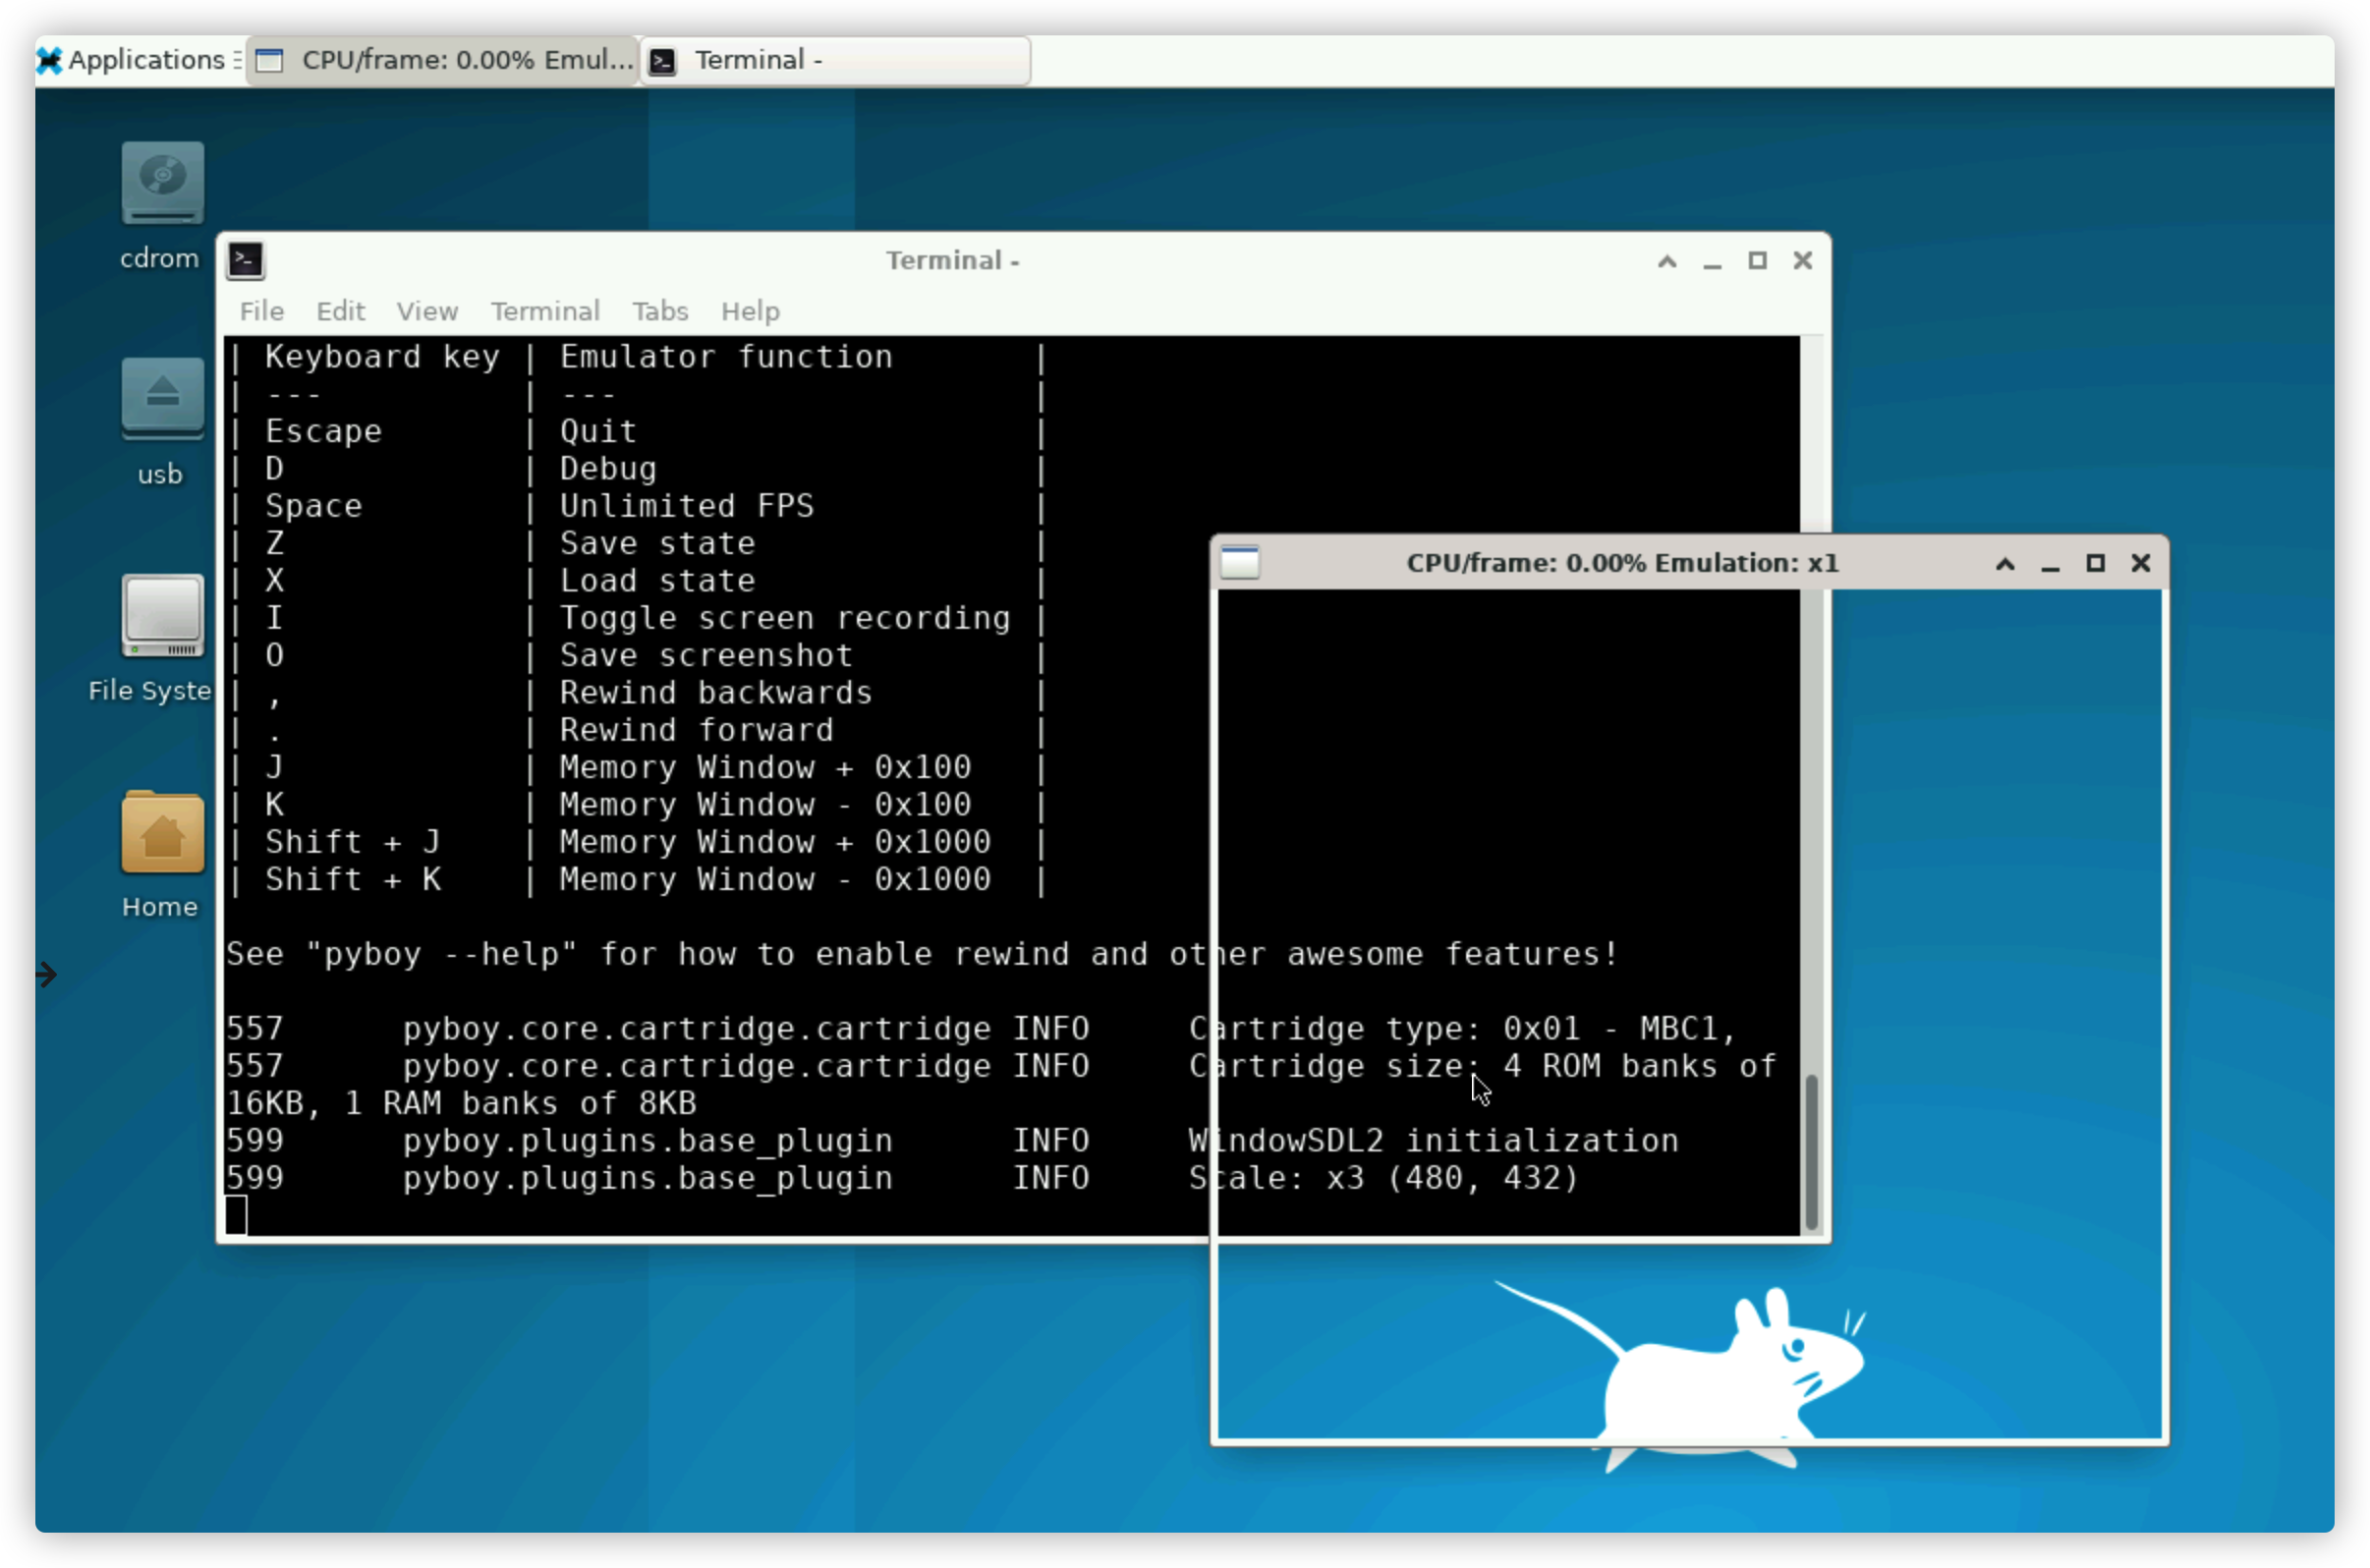 Applications
CPU/frame: 0.00% Emul...
Terminal -
cdrom
usb
File Syste
Home
Terminal -
File Edit View Terminal Tabs Help
| Keyboard key | Emulator function |
| --- | --- |
| Escape | Quit |
| D | Debug |
| Space | Unlimited FPS |
| Z | Save state |
| X | Load state |
| I | Toggle screen recording |
| O | Save screenshot |
| , | Rewind backwards |
| . | Rewind forward |
| J | Memory Window + 0x100 |
| K | Memory Window - 0x100 |
| Shift + J | Memory Window + 0x1000 |
| Shift + K | Memory Window - 0x1000 |
See "pyboy --help" for how to enable rewind and other awesome features!
557 pyboy.core.cartridge.cartridge INFO Cartridge type: 0x01 - MBC1,
557 pyboy.core.cartridge.cartridge INFO Cartridge size: 4 ROM banks of
16KB, 1 RAM banks of 8KB
599 pyboy.plugins.base_plugin INFO WindowSDL2 initialization
599 pyboy.plugins.base_plugin INFO Scale: x3 (480, 432)
CPU/frame: 0.00% Emulation: x1